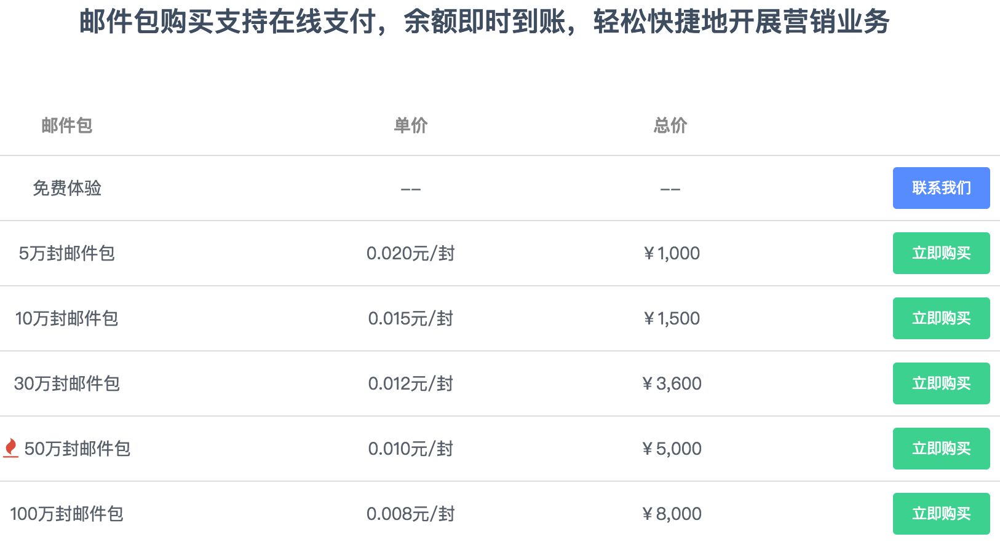 邮件包购买支持在线支付，余额即时到账，轻松快捷地开展营销业务
邮件包 单价 总价
免费体验 —— —— 联系我们
5万封邮件包 0.020元/封 ¥1,000 立即购买
10万封邮件包 0.015元/封 ¥1,500 立即购买
30万封邮件包 0.012元/封 ¥3,600 立即购买
50万封邮件包 0.010元/封 ¥5,000 立即购买
100万封邮件包 0.008元/封 ¥8,000 立即购买